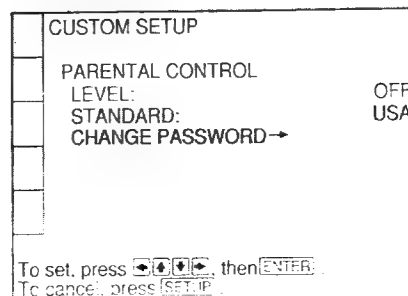 CUSTOM SETUP
PARENTAL CONTROL
LEVEL: OFF
STANDARD: USA
CHANGE PASSWORD→
To set, press ←↑↓→, then ENTER.
To cancel, press SETUP.